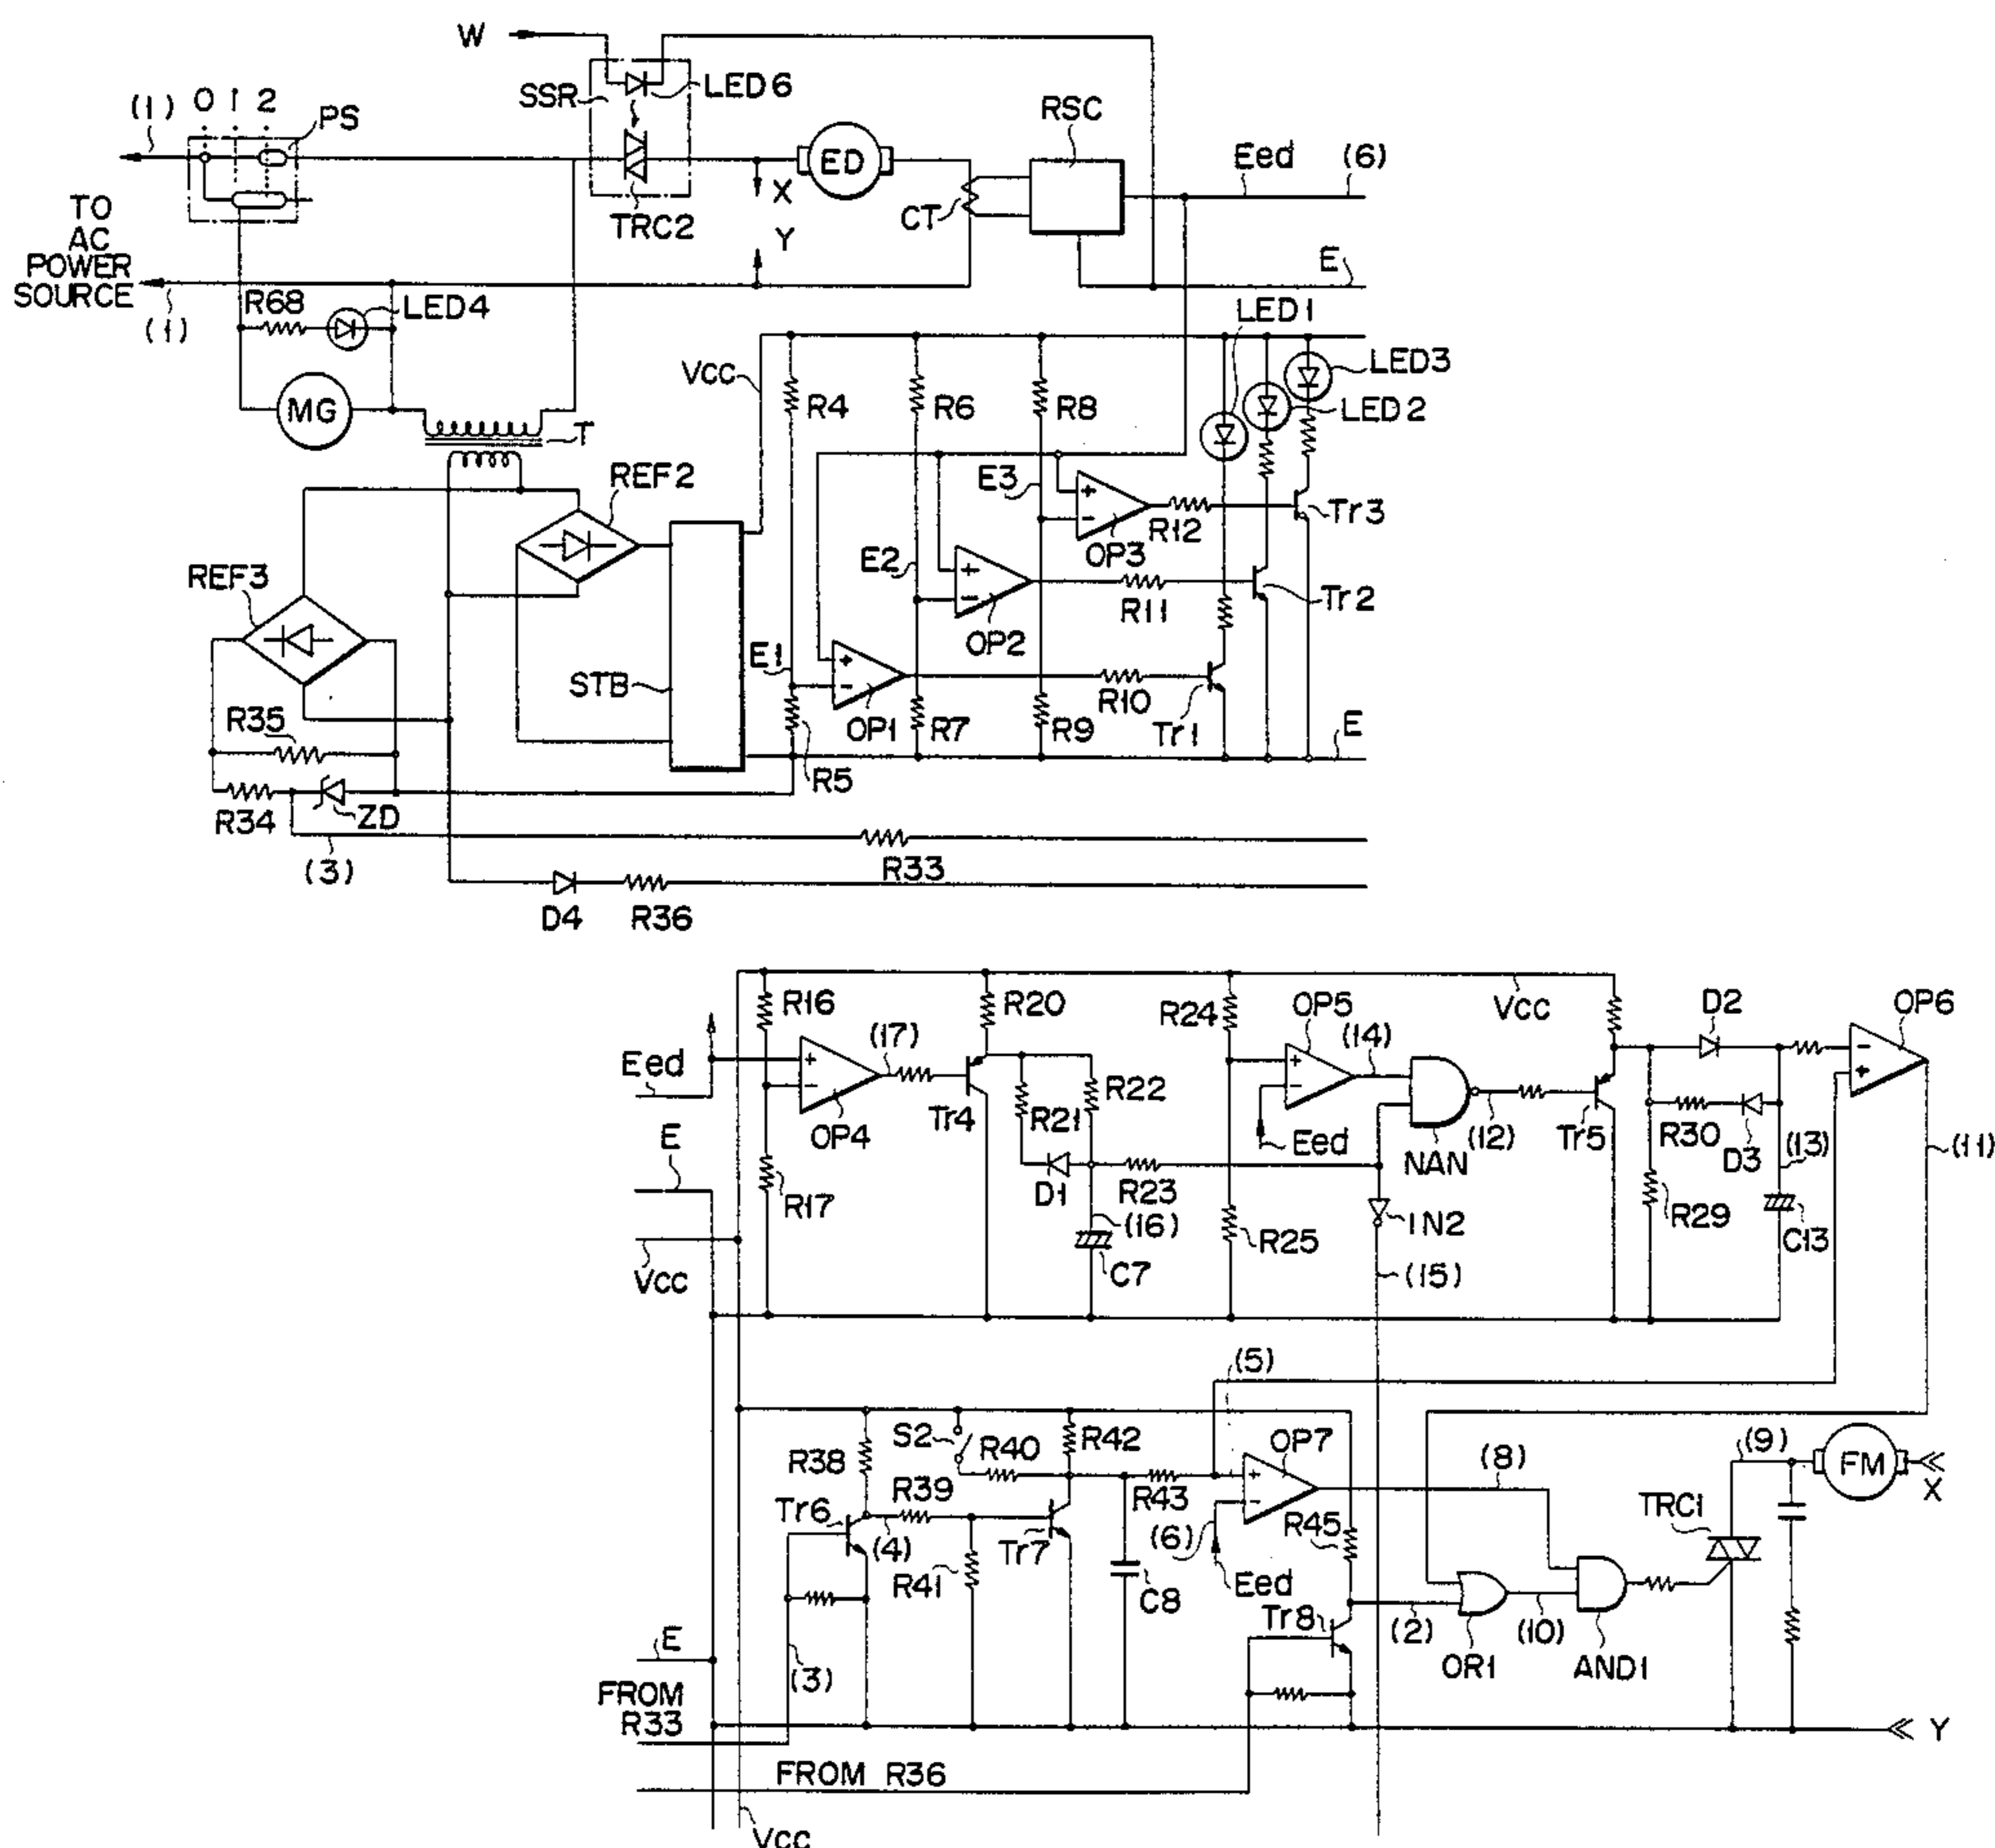 W
SSR
LED6
(1) 0 1 2
PS
ED
RSC
Eed (6)
X
CT
TRC2
Y
E
TO
AC
POWER
SOURCE
(1)
R68
LED4
LED1
LED3
LED2
Vcc
R4
R6
R8
MG
T
REF2
E3
Tr3
R12
OP3
REF3
E2
R11
Tr2
OP2
E1
STB
R10
OP1
R7
R9
Tr1
E
R35
R5
R34
ZD
(3)
R33
D4
R36
R16
R20
R24
OP5
Vcc
D2
OP6
(17)
(14)
Eed
R22
Tr4
R21
OP4
Eed
(12)
Tr5
R30
D3
(13)
(11)
E
NAN
D1
R23
R17
(16)
IN2
R29
R25
C13
Vcc
C7
(15)
(5)
S2
R40
R42
OP7
(9)
FM
R38
(8)
X
R39
R43
TRC1
Tr6
(4)
Tr7
(6)
R45
R41
Eed
C8
Tr8
(2)
(10)
E
OR1
AND1
(3)
FROM
R33
Y
FROM R36
Vcc